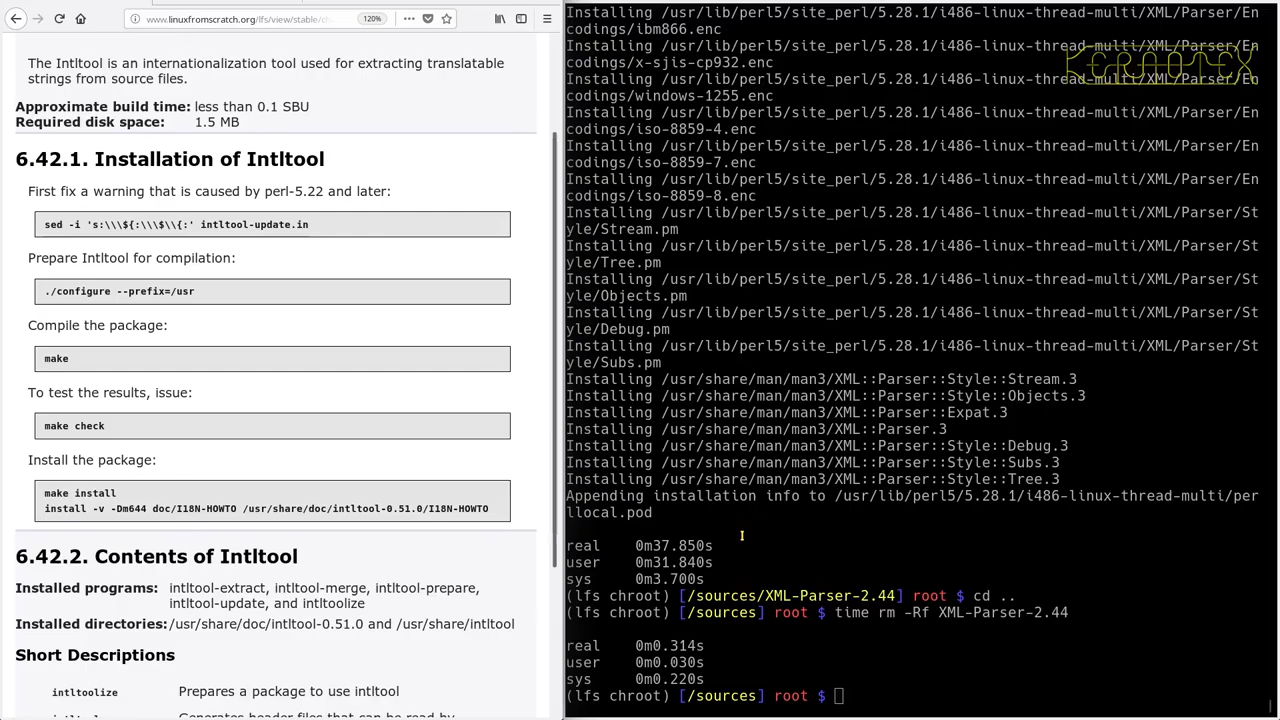 www.linuxfromscratch.org/lfs/view/stable/ch
120%
The Intltool is an internationalization tool used for extracting translatable
strings from source files.
Approximate build time: less than 0.1 SBU
Required disk space: 1.5 MB
6.42.1. Installation of Intltool
First fix a warning that is caused by perl-5.22 and later:
sed -i 's:\\\${:\\\$\\{:' intltool-update.in
Prepare Intltool for compilation:
./configure --prefix=/usr
Compile the package:
make
To test the results, issue:
make check
Install the package:
make install
install -v -Dm644 doc/I18N-HOWTO /usr/share/doc/intltool-0.51.0/I18N-HOWTO
6.42.2. Contents of Intltool
Installed programs: intltool-extract, intltool-merge, intltool-prepare,
intltool-update, and intltoolize
Installed directories: /usr/share/doc/intltool-0.51.0 and /usr/share/intltool
Short Descriptions
intltoolize Prepares a package to use intltool
Generates header files that can be read by
Installing /usr/lib/perl5/site_perl/5.28.1/i486-linux-thread-multi/XML/Parser/En
codings/ibm866.enc
Installing /usr/lib/perl5/site_perl/5.28.1/i486-linux-thread-multi/XML/Parser/En
codings/x-sjis-cp932.enc
Installing /usr/lib/perl5/site_perl/5.28.1/i486-linux-thread-multi/XML/Parser/En
codings/windows-1255.enc
Installing /usr/lib/perl5/site_perl/5.28.1/i486-linux-thread-multi/XML/Parser/En
codings/iso-8859-4.enc
Installing /usr/lib/perl5/site_perl/5.28.1/i486-linux-thread-multi/XML/Parser/En
codings/iso-8859-7.enc
Installing /usr/lib/perl5/site_perl/5.28.1/i486-linux-thread-multi/XML/Parser/En
codings/iso-8859-8.enc
Installing /usr/lib/perl5/site_perl/5.28.1/i486-linux-thread-multi/XML/Parser/St
yle/Stream.pm
Installing /usr/lib/perl5/site_perl/5.28.1/i486-linux-thread-multi/XML/Parser/St
yle/Tree.pm
Installing /usr/lib/perl5/site_perl/5.28.1/i486-linux-thread-multi/XML/Parser/St
yle/Objects.pm
Installing /usr/lib/perl5/site_perl/5.28.1/i486-linux-thread-multi/XML/Parser/St
yle/Debug.pm
Installing /usr/lib/perl5/site_perl/5.28.1/i486-linux-thread-multi/XML/Parser/St
yle/Subs.pm
Installing /usr/share/man/man3/XML::Parser::Style::Stream.3
Installing /usr/share/man/man3/XML::Parser::Style::Objects.3
Installing /usr/share/man/man3/XML::Parser::Expat.3
Installing /usr/share/man/man3/XML::Parser.3
Installing /usr/share/man/man3/XML::Parser::Style::Debug.3
Installing /usr/share/man/man3/XML::Parser::Style::Subs.3
Installing /usr/share/man/man3/XML::Parser::Style::Tree.3
Appending installation info to /usr/lib/perl5/5.28.1/i486-linux-thread-multi/per
llocal.pod
real 0m37.850s
user 0m31.840s
sys 0m3.700s
(lfs chroot) [/sources/XML-Parser-2.44] root $ cd ..
(lfs chroot) [/sources] root $ time rm -Rf XML-Parser-2.44
real 0m0.314s
user 0m0.030s
sys 0m0.220s
(lfs chroot) [/sources] root $